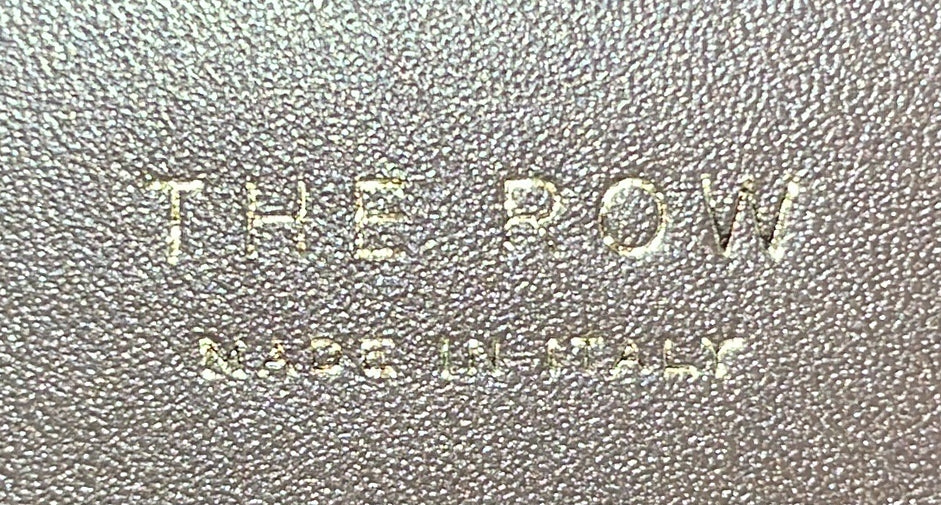 THE ROW
MADE IN ITALY